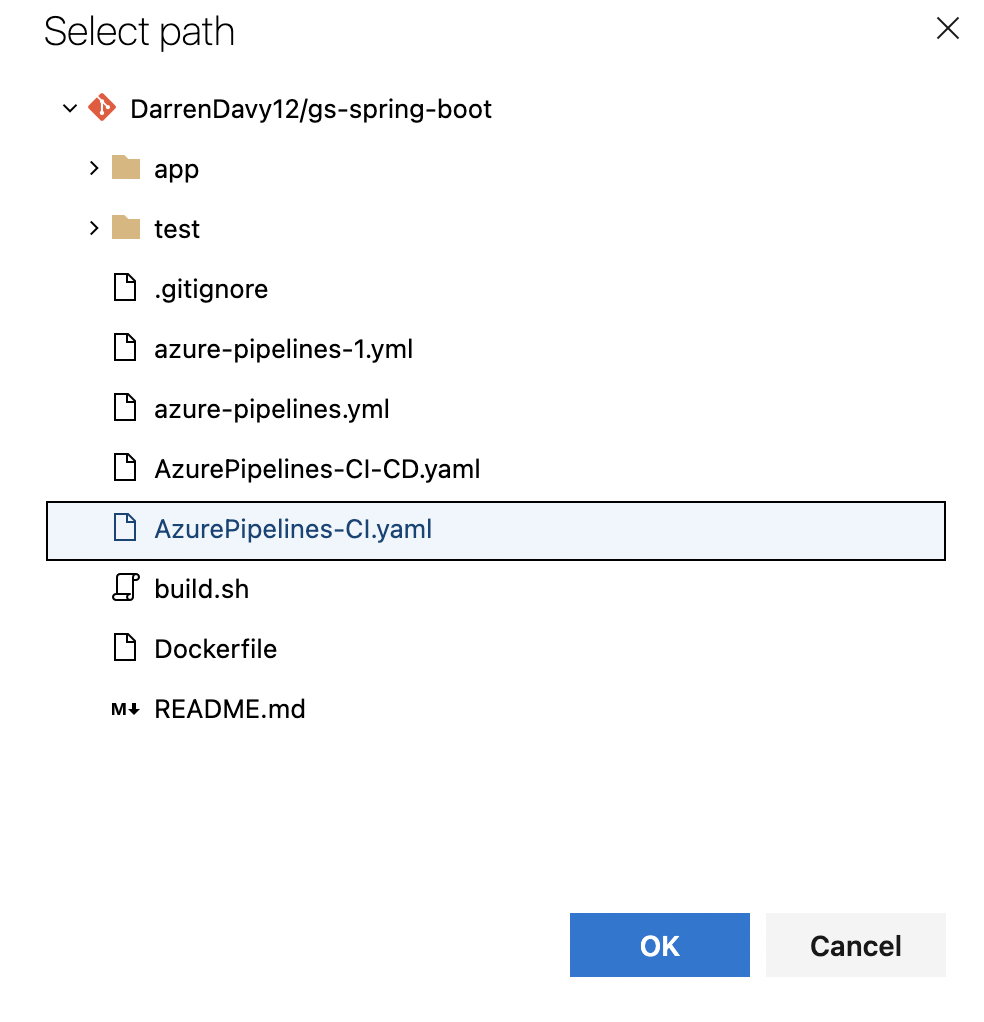 Select path
DarrenDavy12/gs-spring-boot
app
test
.gitignore
azure-pipelines-1.yml
azure-pipelines.yml
AzurePipelines-CI-CD.yaml
AzurePipelines-CI.yaml
build.sh
Dockerfile
M README.md
OK Cancel